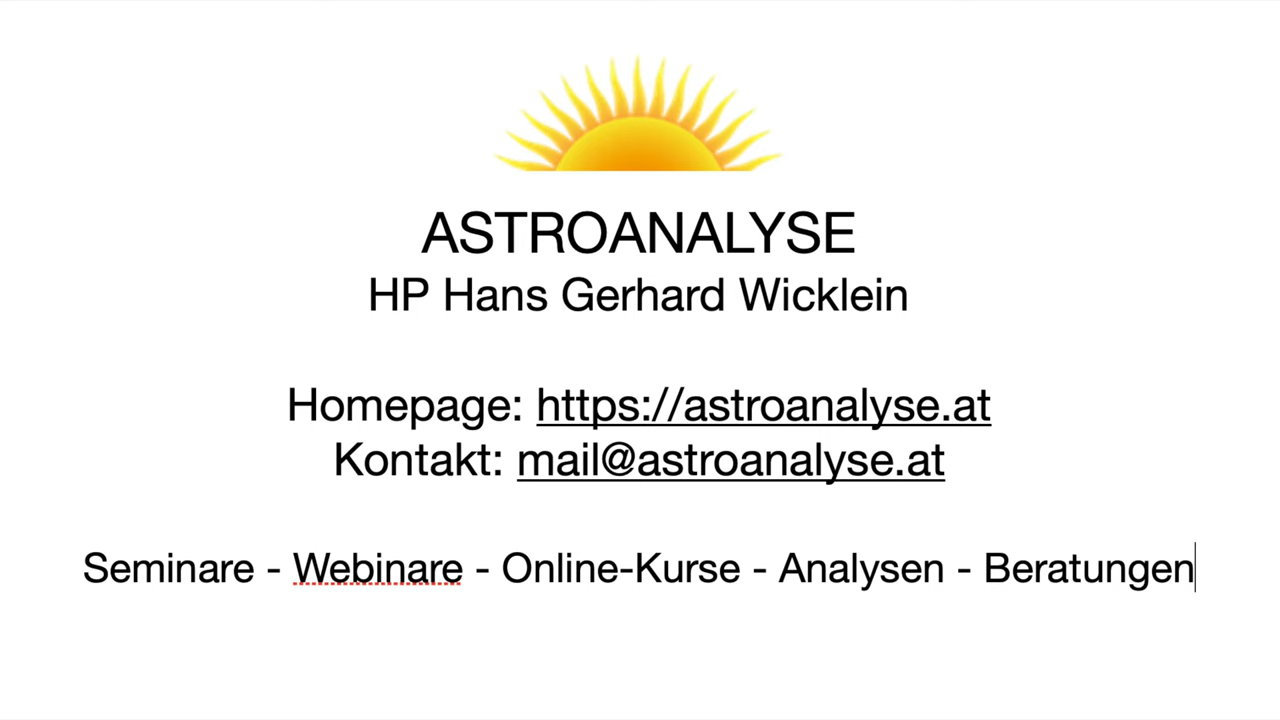 ASTROANALYSE
HP Hans Gerhard Wicklein
Homepage: https://astroanalyse.at
Kontakt: mail@astroanalyse.at
Seminare - Webinare - Online-Kurse - Analysen - Beratungen